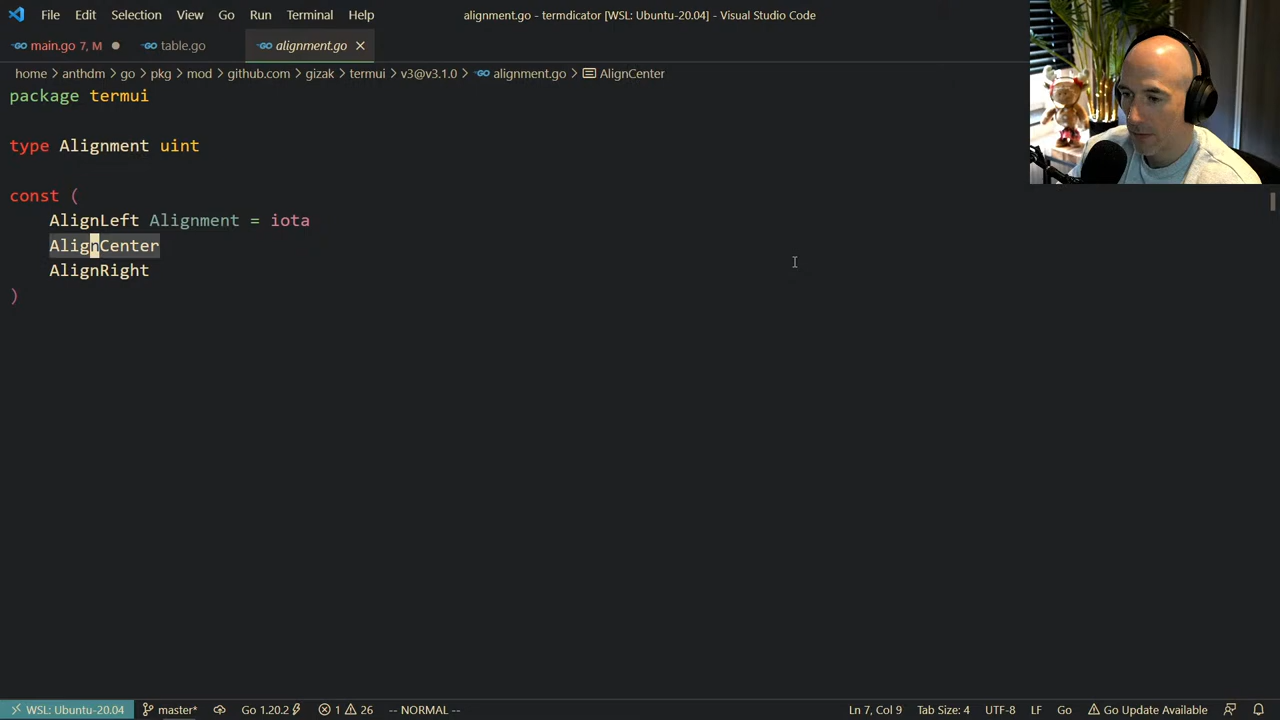 File Edit Selection View Go Run Terminal Help alignment.go - termdicator [WSL: Ubuntu-20.04] - Visual Studio Code
main.go 7, M table.go alignment.go
home > anthdm > go > pkg > mod > github.com > gizak > termui > v3@v3.1.0 > alignment.go > AlignCenter
package termui
type Alignment uint
const (
AlignLeft Alignment = iota
AlignCenter
AlignRight
)
WSL: Ubuntu-20.04 master* Go 1.20.2 1 26 -- NORMAL -- Ln 7, Col 9 Tab Size: 4 UTF-8 LF Go Go Update Available